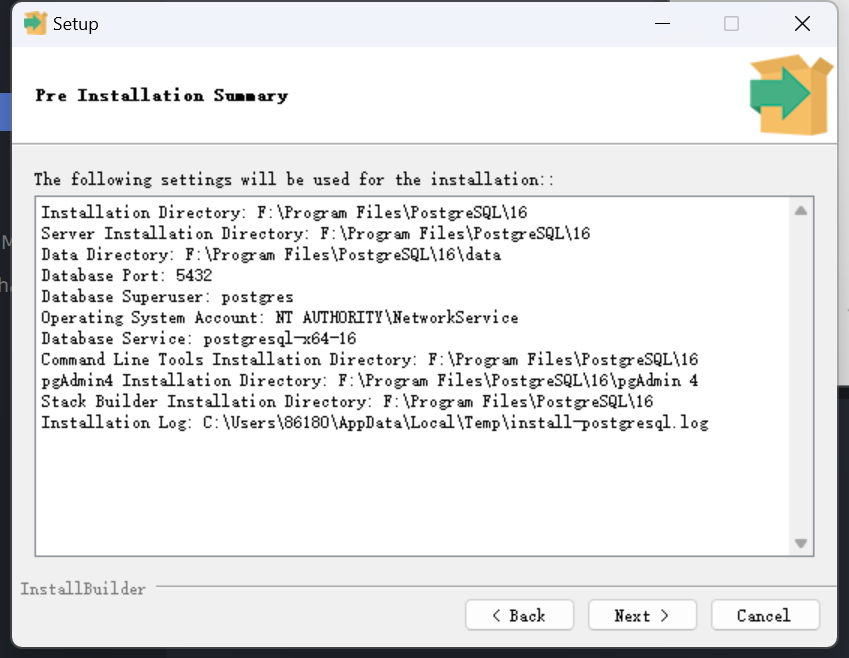 Setup
Pre Installation Summary
The following settings will be used for the installation::
Installation Directory: F:\Program Files\PostgreSQL\16
Server Installation Directory: F:\Program Files\PostgreSQL\16
Data Directory: F:\Program Files\PostgreSQL\16\data
Database Port: 5432
Database Superuser: postgres
Operating System Account: NT AUTHORITY\NetworkService
Database Service: postgresql-x64-16
Command Line Tools Installation Directory: F:\Program Files\PostgreSQL\16
pgAdmin4 Installation Directory: F:\Program Files\PostgreSQL\16\pgAdmin 4
Stack Builder Installation Directory: F:\Program Files\PostgreSQL\16
Installation Log: C:\Users\86180\AppData\Local\Temp\install-postgresql.log
InstallBuilder
< Back Next > Cancel